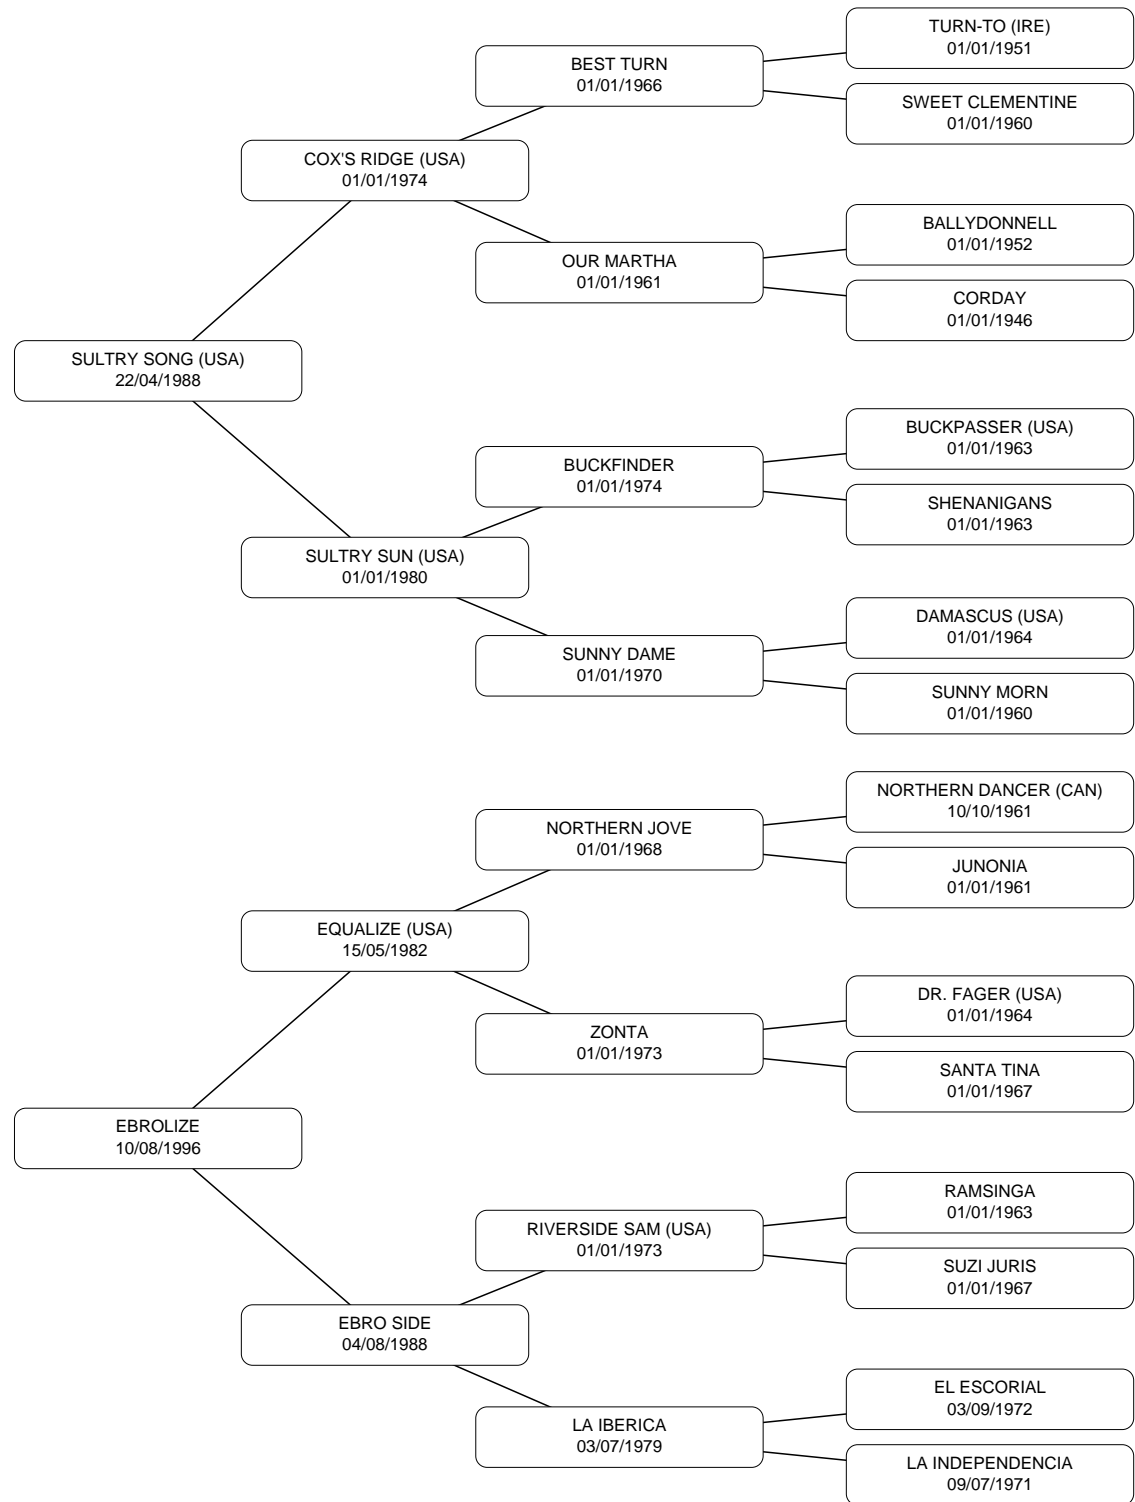 TURN-TO (IRE)
01/01/1951
BEST TURN
01/01/1966
SWEET CLEMENTINE
01/01/1960
COX'S RIDGE (USA)
01/01/1974
BALLYDONNELL
01/01/1952
OUR MARTHA
01/01/1961
CORDAY
01/01/1946
SULTRY SONG (USA)
22/04/1988
BUCKPASSER (USA)
01/01/1963
BUCKFINDER
01/01/1974
SHENANIGANS
01/01/1963
SULTRY SUN (USA)
01/01/1980
DAMASCUS (USA)
01/01/1964
SUNNY DAME
01/01/1970
SUNNY MORN
01/01/1960
NORTHERN DANCER (CAN)
10/10/1961
NORTHERN JOVE
01/01/1968
JUNONIA
01/01/1961
EQUALIZE (USA)
15/05/1982
DR. FAGER (USA)
01/01/1964
ZONTA
01/01/1973
SANTA TINA
01/01/1967
EBROLIZE
10/08/1996
RAMSINGA
01/01/1963
RIVERSIDE SAM (USA)
01/01/1973
SUZI JURIS
01/01/1967
EBRO SIDE
04/08/1988
EL ESCORIAL
03/09/1972
LA IBERICA
03/07/1979
LA INDEPENDENCIA
09/07/1971